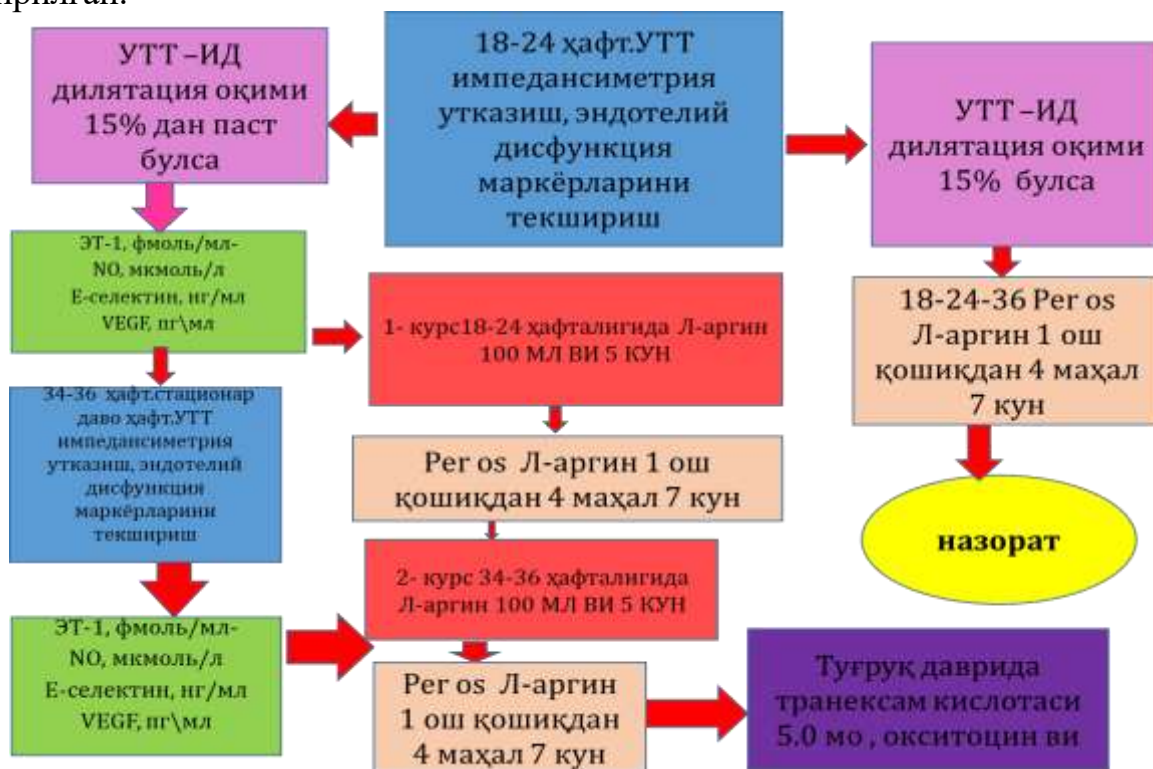 УТТ –ИД
дилятация оқими
15% дан паст
булса
18-24 ҳафт.УТТ
импедансиметрия
утказиш, эндотелий
дисфункция
маркёрларини
текшириш
УТТ –ИД
дилятация оқими
15% булса
ЭТ-1, фмоль/мл-
NO, мкмоль/л
Е-селектин, нг/мл
VEGF, пг\мл
1- курс18-24 ҳафталигида Л-аргин
100 МЛ ВИ 5 КУН
18-24-36 Per os
Л-аргин 1 ош
қошиқдан 4 маҳал
7 кун
34-36 ҳафт.стационар
даво ҳафт.УТТ
импедансиметрия
утказиш, эндотелий
дисфункция
маркёрларини
текшириш
Per os Л-аргин 1 ош
қошиқдан 4 маҳал 7 кун
назорат
2- курс 34-36 ҳафталигида
Л-аргин 100 МЛ ВИ 5 КУН
ЭТ-1, фмоль/мл-
NO, мкмоль/л
Е-селектин, нг/мл
VEGF, пг\мл
Per os Л-аргин
1 ош қошиқдан
4 маҳал 7 кун
Туғруқ даврида
транексам кислотаси
5.0 мо , окситоцин ви